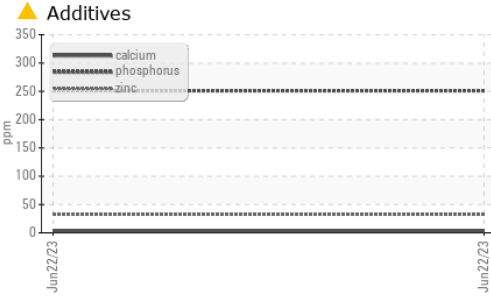 Additives
350
300
250
200
150
100
50
0
ppm
calcium
phosphorus
zinc
Jun22/23
Jun22/23